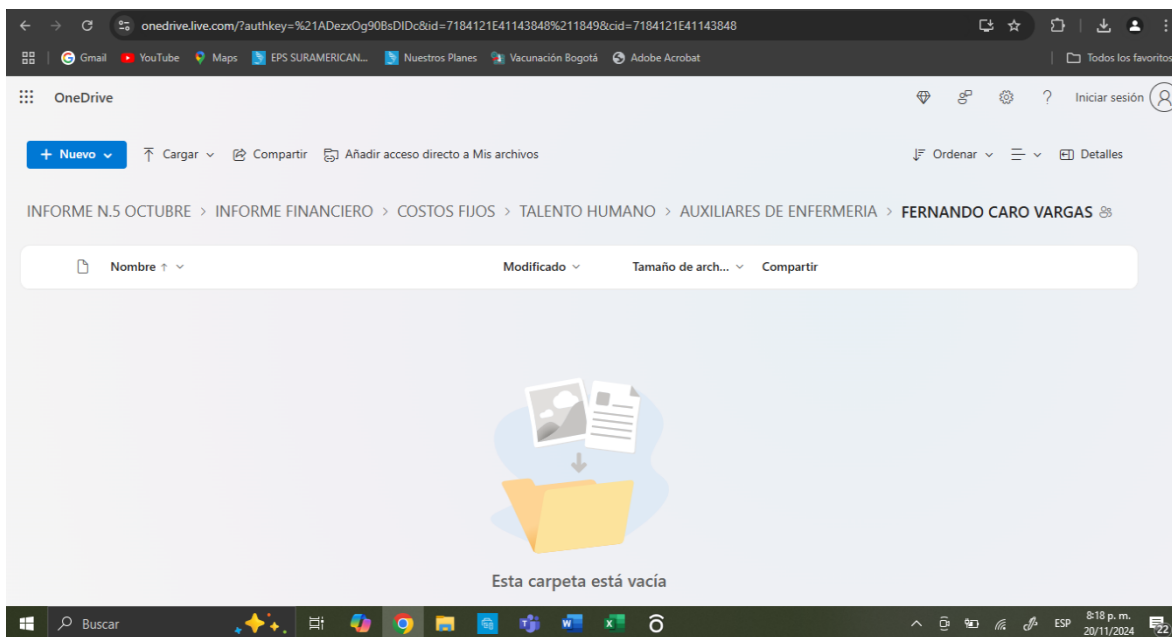 onedrive.live.com/?authkey=%21ADezxOg90BsDIDc&id=7184121E41143848%211849&cid=7184121E41143848
Gmail YouTube Maps EPS SURAMERICAN... Nuestros Planes Vacunación Bogotá Adobe Acrobat Todos los favoritos
OneDrive Iniciar sesión
+ Nuevo Cargar Compartir Añadir acceso directo a Mis archivos Ordenar Detalles
INFORME N.5 OCTUBRE > INFORME FINANCIERO > COSTOS FIJOS > TALENTO HUMANO > AUXILIARES DE ENFERMERIA > FERNANDO CARO VARGAS
Nombre ↑ Modificado Tamaño de arch... Compartir
Esta carpeta está vacía
Buscar ESP 8:18 p. m.
20/11/2024 22